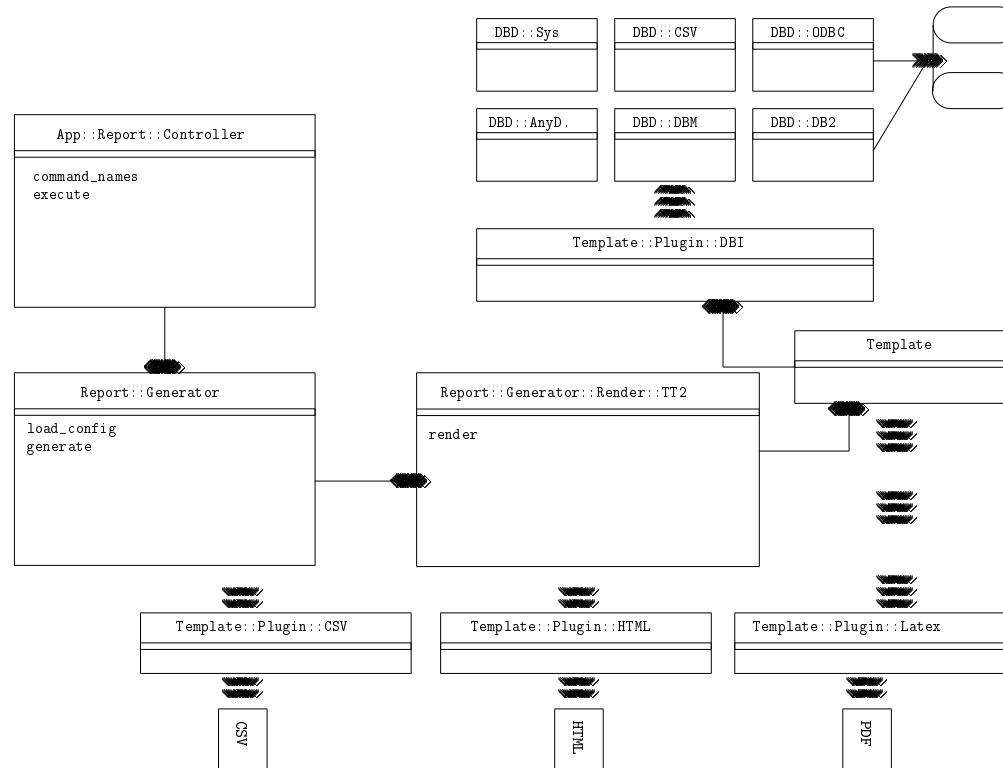 DBD::Sys
DBD::CSV
DBD::ODBC
DBD::AnyD.
DBD::DBM
DBD::DB2
App::Report::Controller
command_names
execute
Template::Plugin::DBI
Template
Report::Generator
load_config
generate
Report::Generator::Render::TT2
render
Template::Plugin::CSV
Template::Plugin::HTML
Template::Plugin::Latex
CSV
HTML
PDF